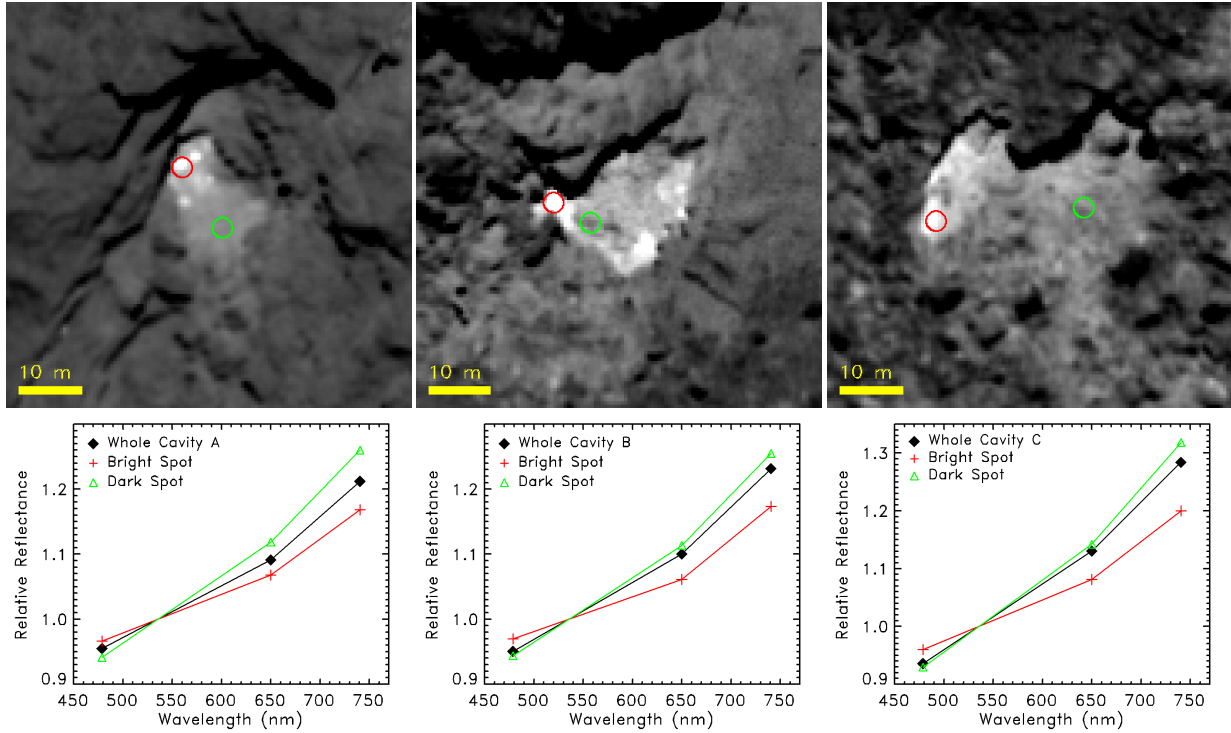 10 m
10 m
10 m
Whole Cavity A
Bright Spot
Dark Spot
1.2
1.1
1.0
0.9
Relative Reflectance
450 500 550 600 650 700 750
Wavelength (nm)
Whole Cavity B
Bright Spot
Dark Spot
1.2
1.1
1.0
0.9
Relative Reflectance
450 500 550 600 650 700 750
Wavelength (nm)
Whole Cavity C
Bright Spot
Dark Spot
1.3
1.2
1.1
1.0
0.9
Relative Reflectance
450 500 550 600 650 700 750
Wavelength (nm)